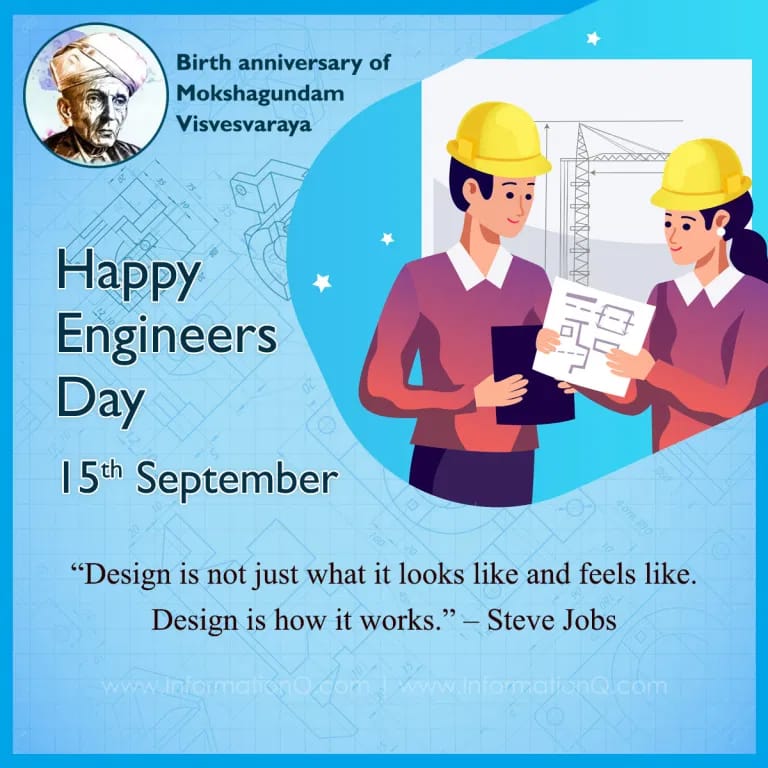 Birth anniversary of
Mokshagundam
Visvesvaraya
Happy
Engineers
Day
15th September
“Design is not just what it looks like and feels like.
Design is how it works.” – Steve Jobs
www.InformationQ.com | www.InformationQ.com